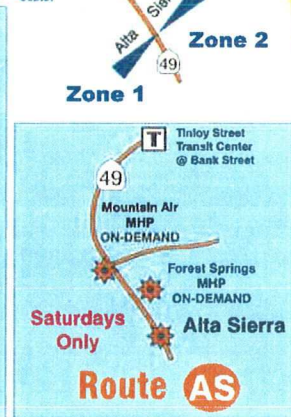 Alta
Zone 2
49
Zone 1
T
Tinloy Street
Transit Center
@ Bank Street
49
Mountain Air
MHP
ON-DEMAND
Forest Springs
MHP
ON-DEMAND
Saturdays
Only
Alta Sierra
Route AS